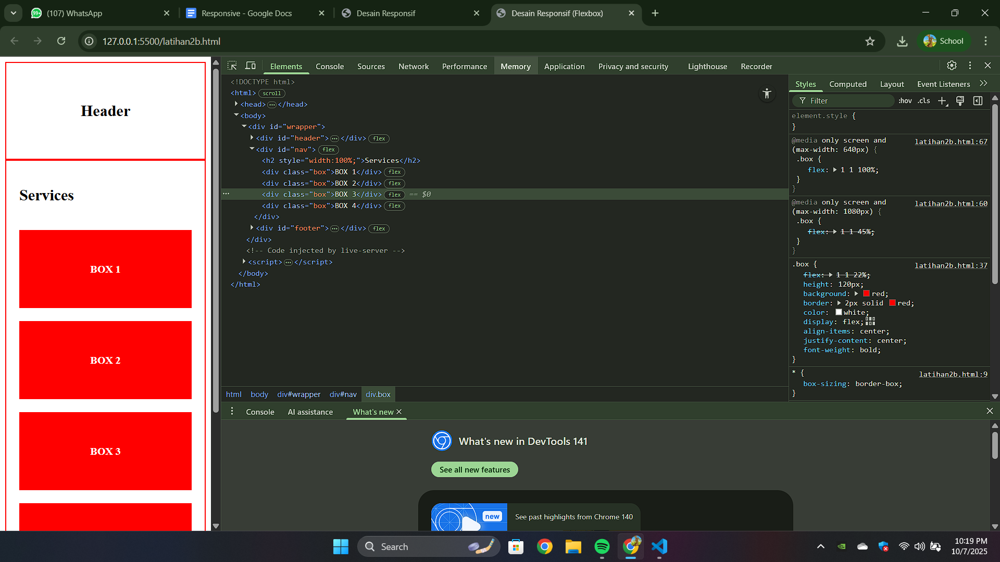 99+ (107) WhatsApp
Responsive - Google Docs
Desain Responsif
Desain Responsif (Flexbox)
127.0.0.1:5500/latihan2b.html
School
Header
Services
BOX 1
BOX 2
BOX 3
Elements Console Sources Network Performance Memory Application Privacy and security Lighthouse Recorder
<!DOCTYPE html>
<html> scroll
<head> ⋯ </head>
<body>
<div id="wrapper">
<div id="header"> ⋯ </div> flex
<div id="nav"> flex
<h2 style="width:100%;">Services</h2>
<div class="box">BOX 1</div> flex
<div class="box">BOX 2</div> flex
<div class="box">BOX 3</div> flex == $0
<div class="box">BOX 4</div> flex
</div>
<div id="footer"> ⋯ </div> flex
</div>
<!-- Code injected by live-server -->
<script> ⋯ </script>
</body>
</html>
html body div#wrapper div#nav div.box
Styles Computed Layout Event Listeners
Filter :hov .cls
element.style {
}
@media only screen and latihan2b.html:67
(max-width: 640px) {
.box {
flex: 1 1 100%;
}
}
@media only screen and latihan2b.html:60
(max-width: 1080px) {
.box {
flex: 1 1 45%;
}
}
.box { latihan2b.html:37
flex: 1 1 22%;
height: 120px;
background: red;
border: 2px solid red;
color: white;
display: flex;
align-items: center;
justify-content: center;
font-weight: bold;
}
* { latihan2b.html:9
box-sizing: border-box;
}
Console AI assistance What's new
What's new in DevTools 141
See all new features
new
See past highlights from Chrome 140
Search
10:19 PM
10/7/2025